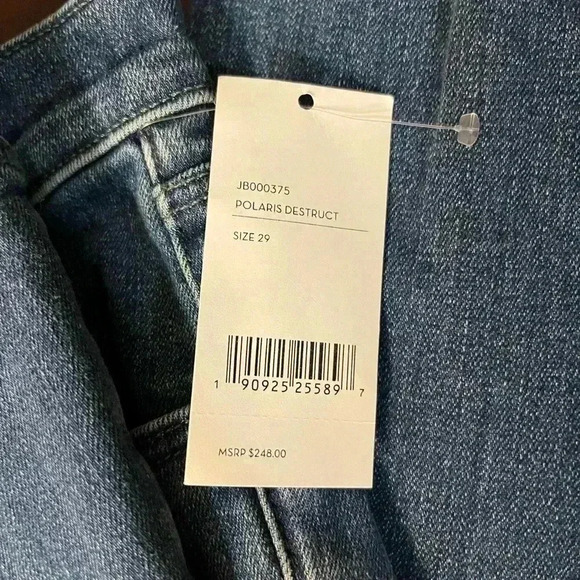 JB000375
POLARIS DESTRUCT
SIZE 29
1 90925 25589 7
MSRP $248.00